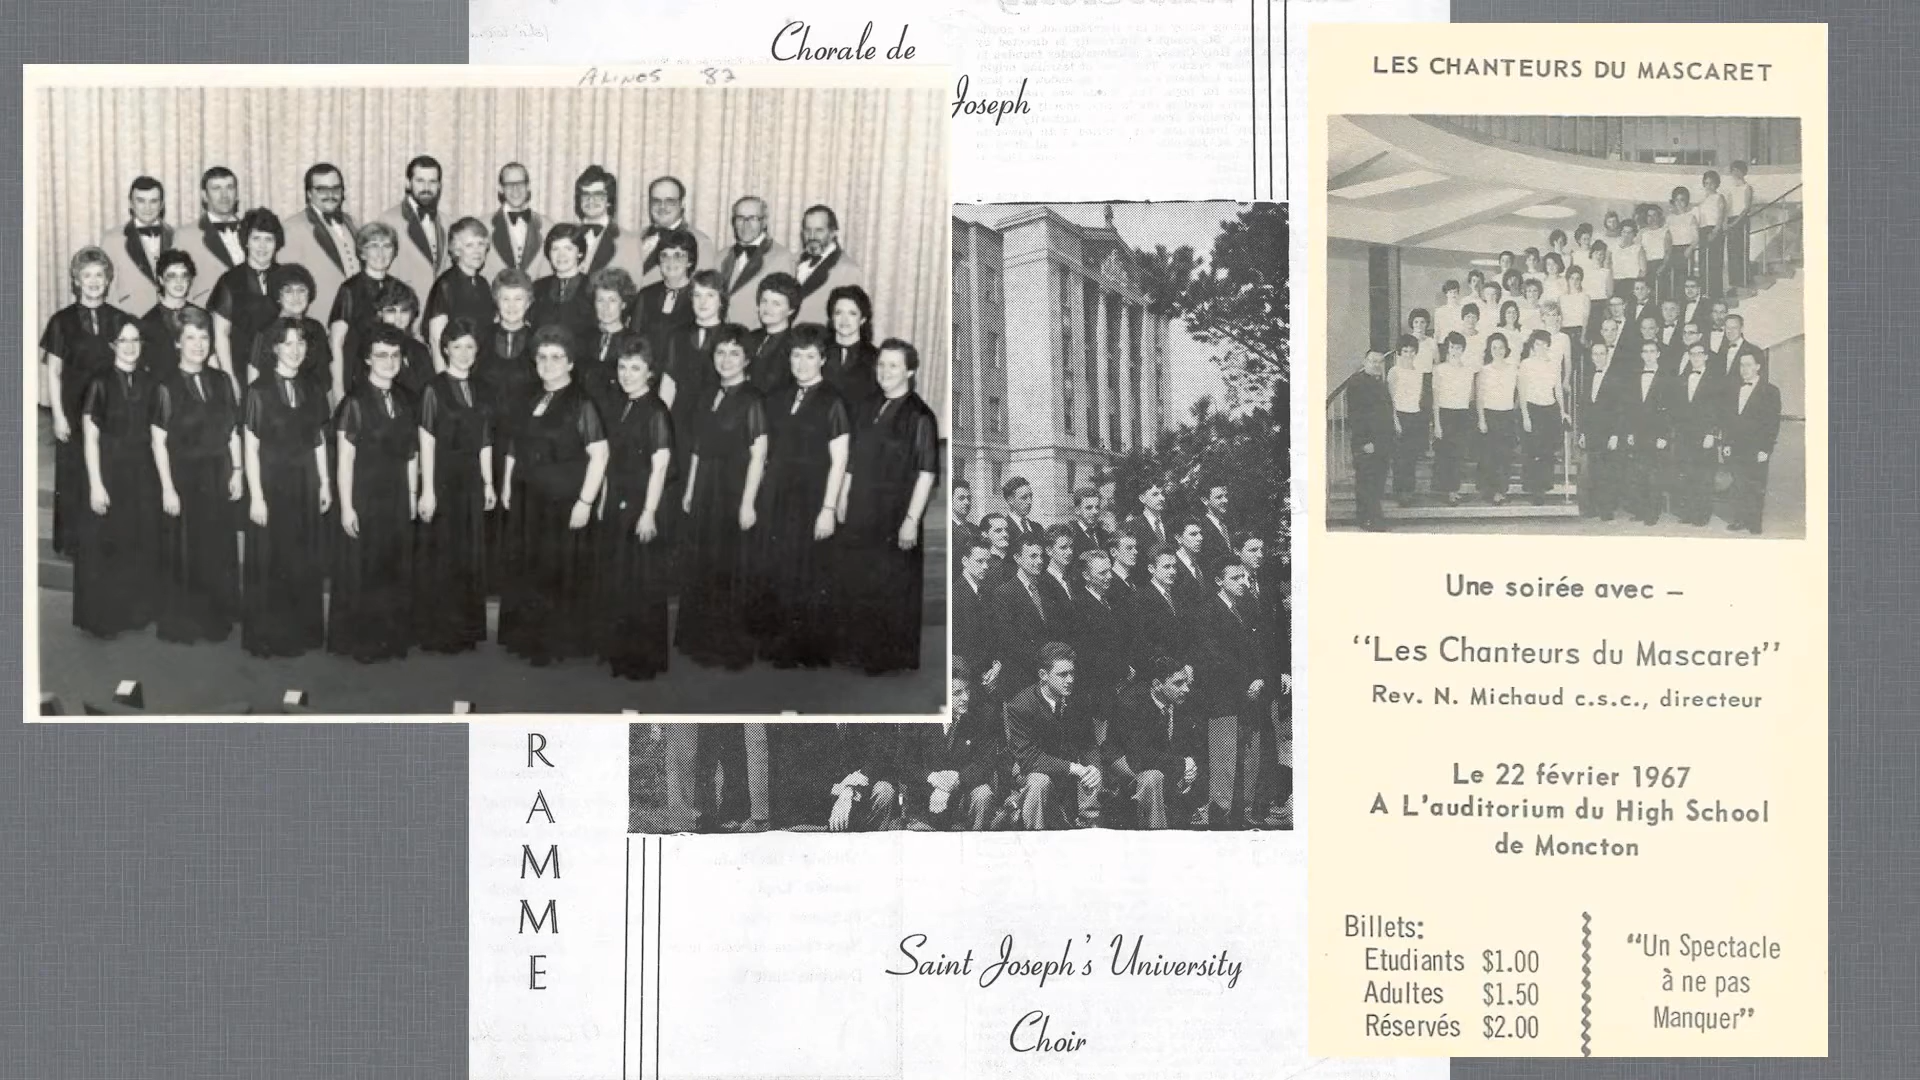 Chorale de
Joseph
ALINOS '82
R
A
M
M
E
Saint Joseph's University
Choir
LES CHANTEURS DU MASCARET
Une soirée avec –
“Les Chanteurs du Mascaret”
Rev. N. Michaud c.s.c., directeur
Le 22 février 1967
A L'auditorium du High School
de Moncton
Billets:
Etudiants $1.00
Adultes $1.50
Réservés $2.00
“Un Spectacle
à ne pas
Manquer”